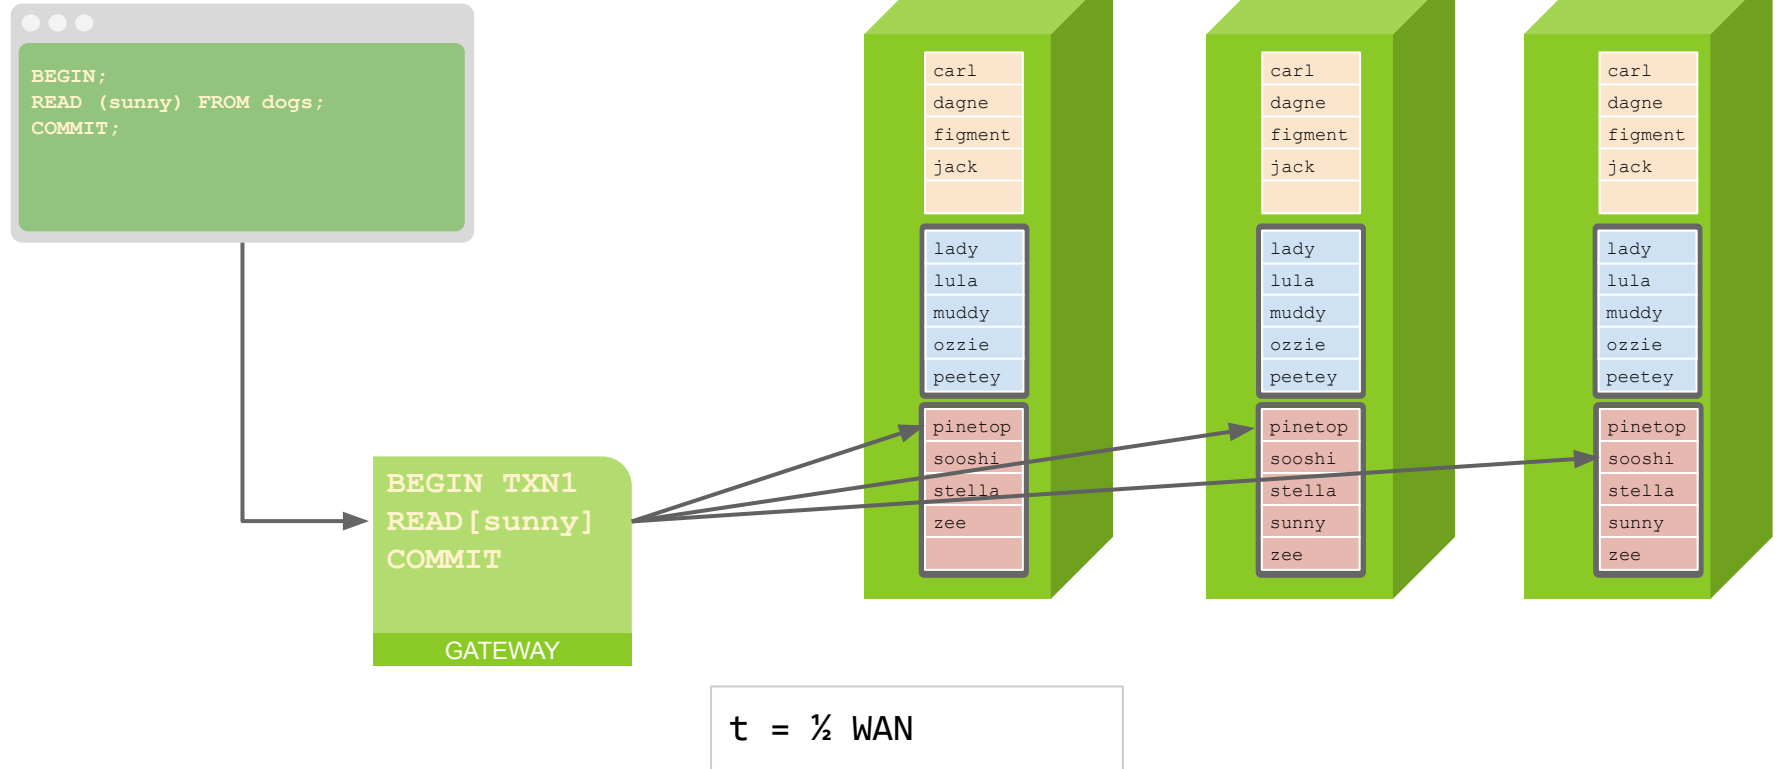 BEGIN;
READ (sunny) FROM dogs;
COMMIT;
BEGIN TXN1
READ[sunny]
COMMIT
GATEWAY
carl
dagne
figment
jack
lady
lula
muddy
ozzie
peetey
pinetop
sooshi
stella
zee
carl
dagne
figment
jack
lady
lula
muddy
ozzie
peetey
pinetop
sooshi
stella
sunny
zee
carl
dagne
figment
jack
lady
lula
muddy
ozzie
peetey
pinetop
sooshi
stella
sunny
zee
t = ½ WAN